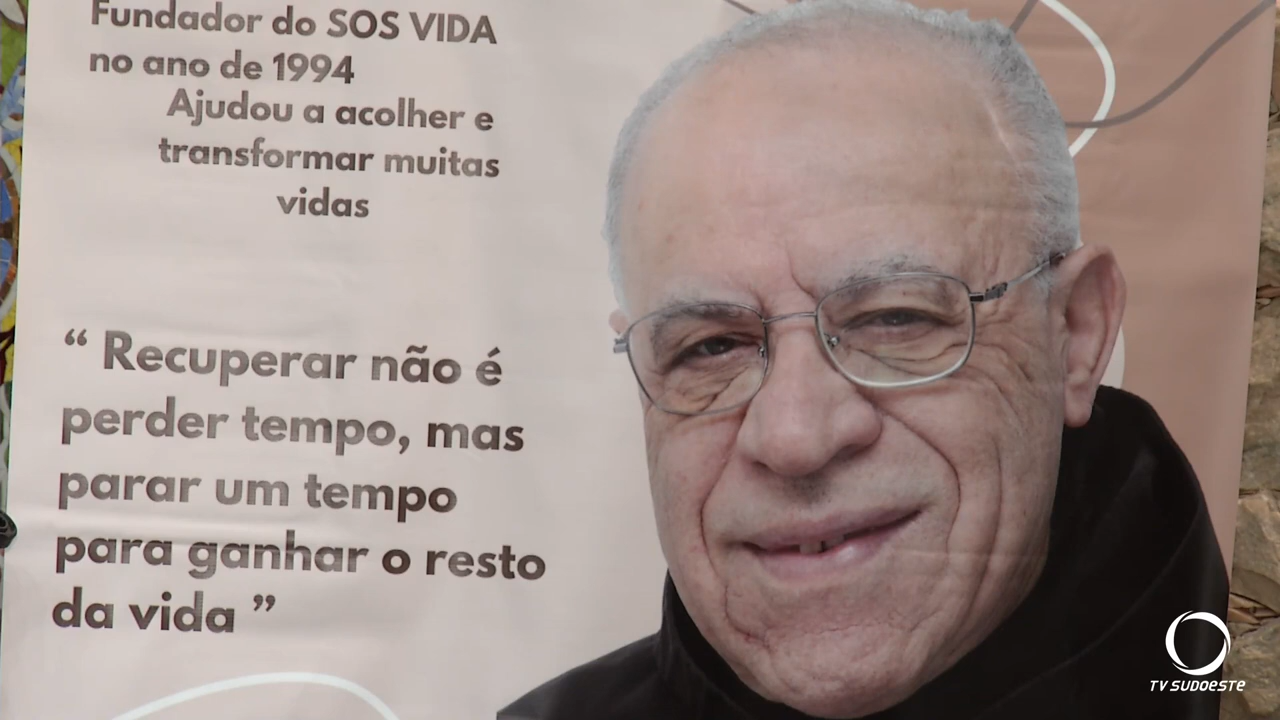 Fundador do SOS VIDA
no ano de 1994
Ajudou a acolher e
transformar muitas
vidas
“ Recuperar não é
perder tempo, mas
parar um tempo
para ganhar o resto
da vida ”
TV SUDOESTE